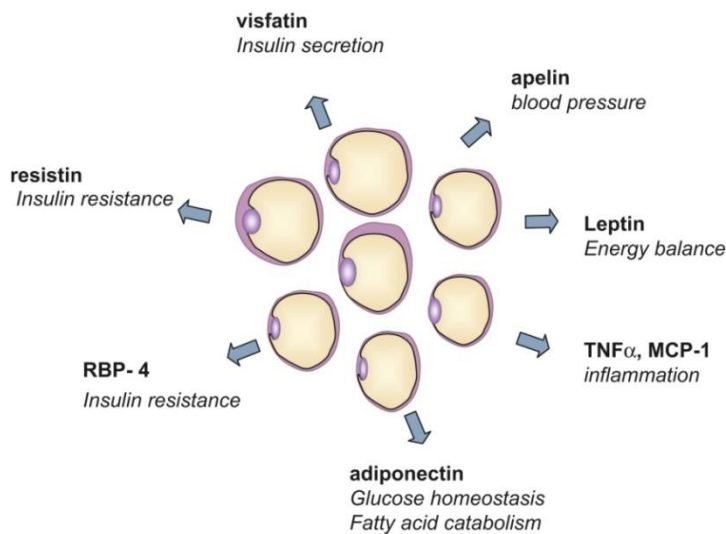 visfatin
Insulin secretion
apelin
blood pressure
resistin
Insulin resistance
Leptin
Energy balance
TNFα, MCP-1
inflammation
RBP- 4
Insulin resistance
adiponectin
Glucose homeostasis
Fatty acid catabolism